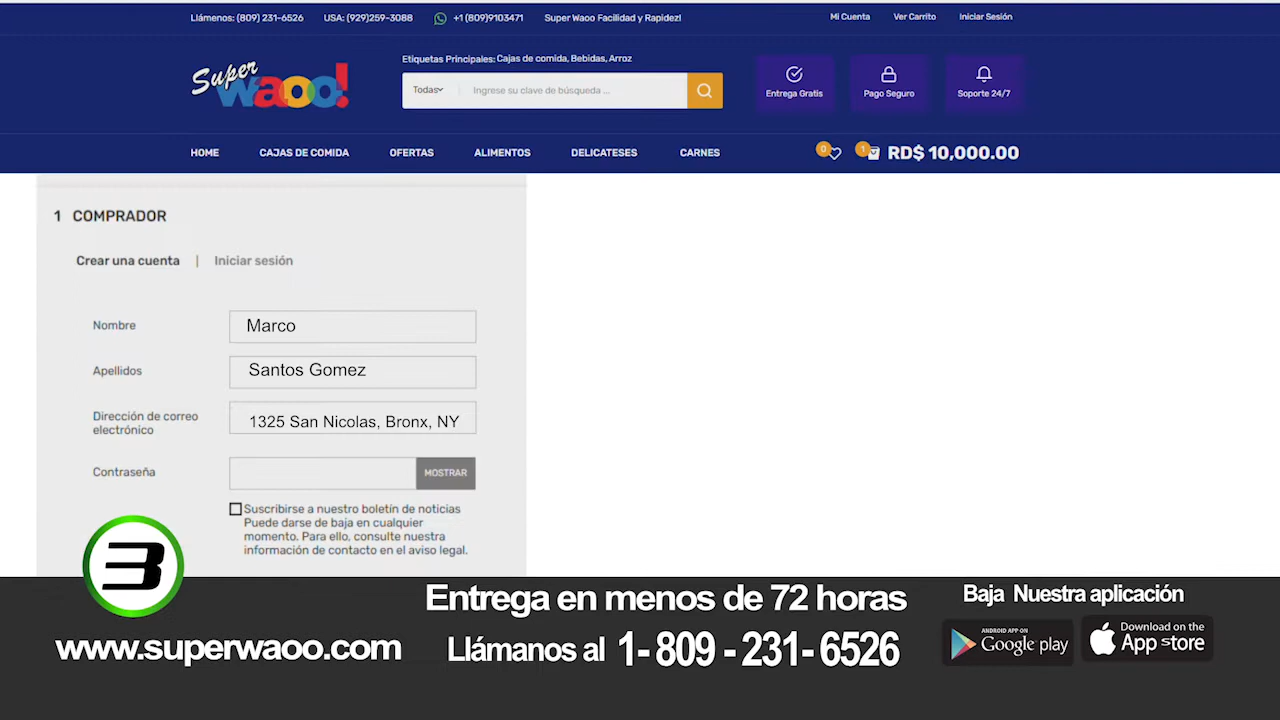 Llámenos: (809) 231-6526 USA: (929)259-3088 +1 (809)9103471 Super Waoo Facilidad y Rapidez! Mi Cuenta Ver Carrito Iniciar Sesión
Super waoo!
Etiquetas Principales: Cajas de comida, Bebidas, Arroz
Todas Ingrese su clave de búsqueda ...
Entrega Gratis Pago Seguro Soporte 24/7
HOME CAJAS DE COMIDA OFERTAS ALIMENTOS DELICATESES CARNES 0 1 RD$ 10,000.00
1 COMPRADOR
Crear una cuenta | Iniciar sesión
Nombre Marco
Apellidos Santos Gomez
Dirección de correo
electrónico
1325 San Nicolas, Bronx, NY
Contraseña MOSTRAR
Suscribirse a nuestro boletín de noticias
Puede darse de baja en cualquier
momento. Para ello, consulte nuestra
información de contacto en el aviso legal.
3
www.superwaoo.com
Entrega en menos de 72 horas
Llámanos al 1-809-231-6526
Baja Nuestra aplicación
ANDROID APP ON
Google play
Download on the
App store